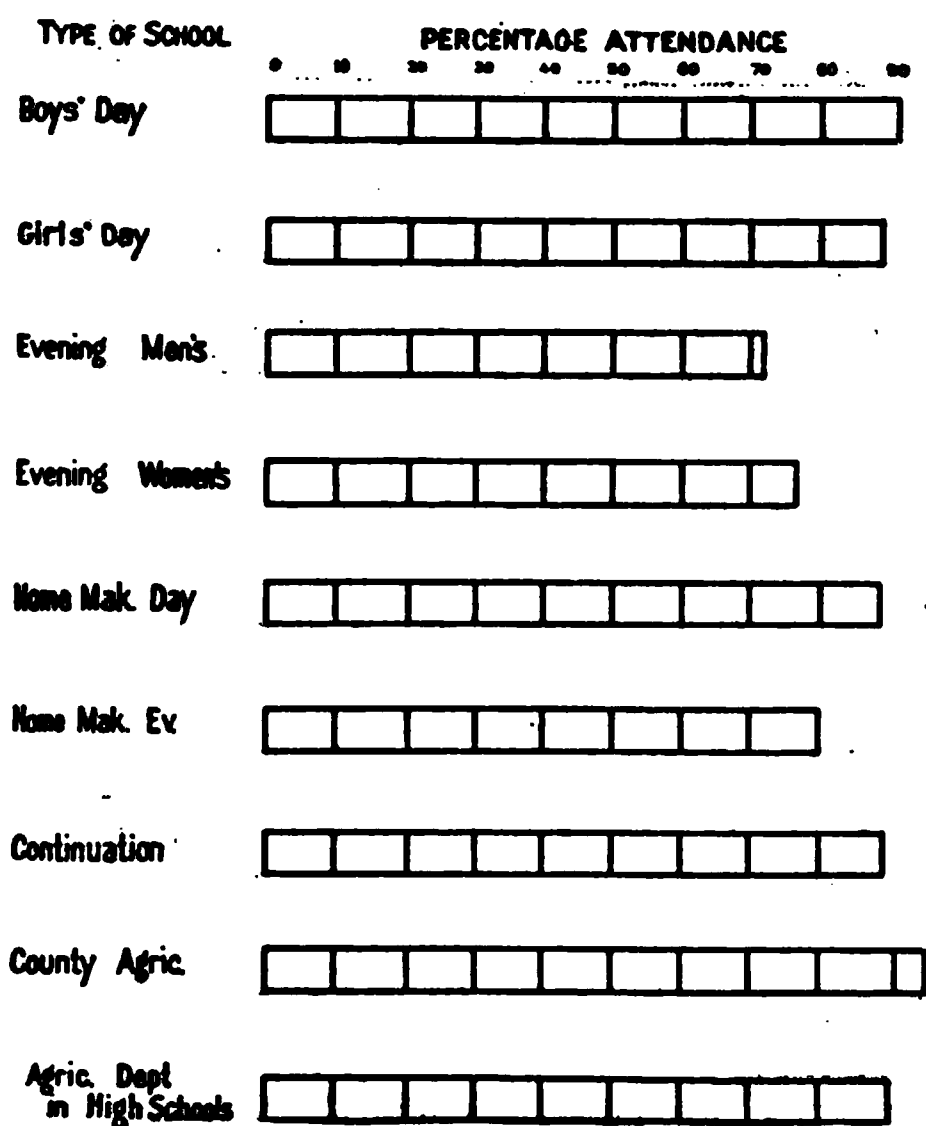 TYPE OF SCHOOL
PERCENTAGE ATTENDANCE
0 10 20 30 40 50 60 70 80 90
Boys' Day
Girls' Day
Evening Men's
Evening Women's
Home Mak. Day
Home Mak. Ev.
Continuation
County Agric.
Agric. Dept
in High Schools